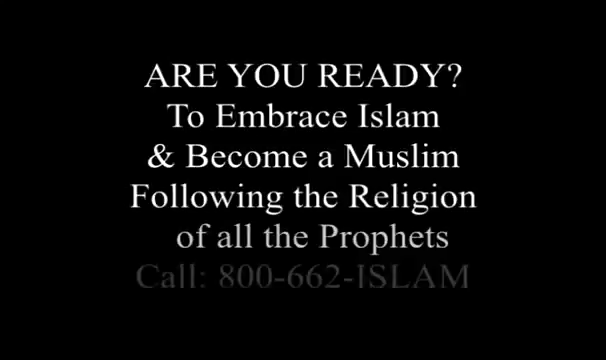 ARE YOU READY?
To Embrace Islam
& Become a Muslim
Following the Religion
of all the Prophets
Call: 800-662-ISLAM